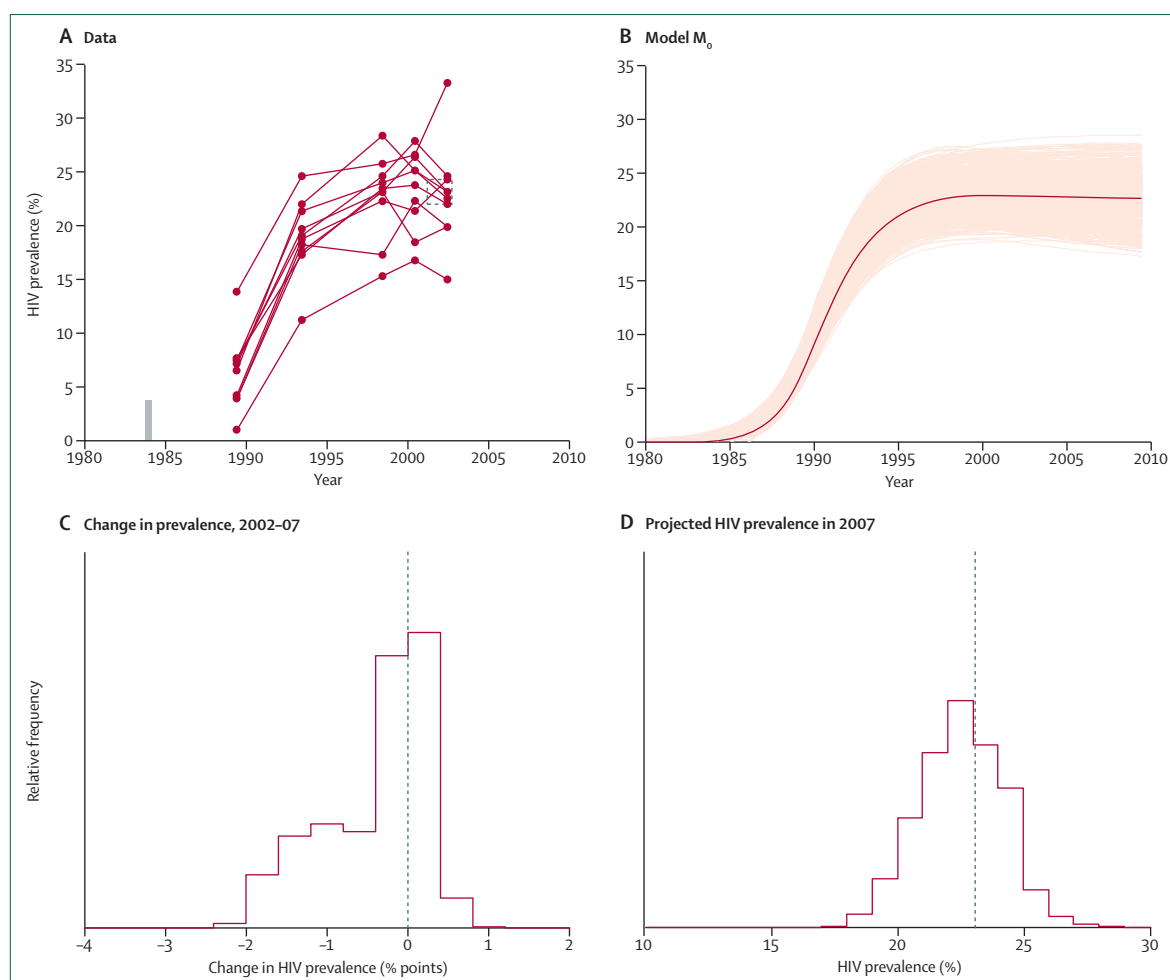 A Data
35
30
25
20
15
10
5
0
HIV prevalence (%)
1980 1985 1990 1995 2000 2005 2010
Year
B Model M₀
35
30
25
20
15
10
5
0
1980 1985 1990 1995 2000 2005 2010
Year
C Change in prevalence, 2002–07
Relative frequency
–4 –3 –2 –1 0 1 2
Change in HIV prevalence (% points)
D Projected HIV prevalence in 2007
10 15 20 25 30
HIV prevalence (%)